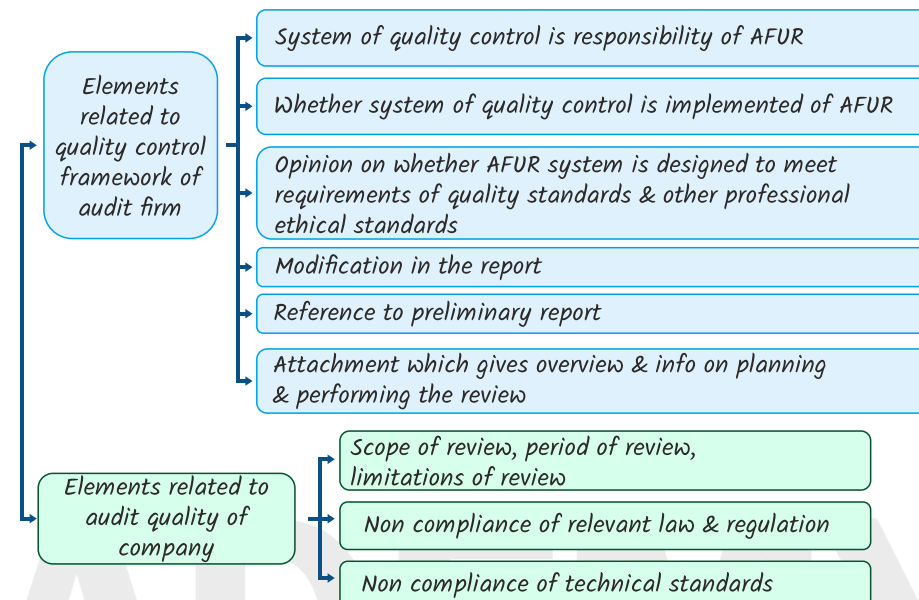 System of quality control is responsibility of AFUR
Elements
related to
quality control
framework of
audit firm
Whether system of quality control is implemented of AFUR
Opinion on whether AFUR system is designed to meet
requirements of quality standards & other professional
ethical standards
Modification in the report
Reference to preliminary report
Attachment which gives overview & info on planning
& performing the review
Elements related to
audit quality of
company
Scope of review, period of review,
limitations of review
Non compliance of relevant law & regulation
Non compliance of technical standards